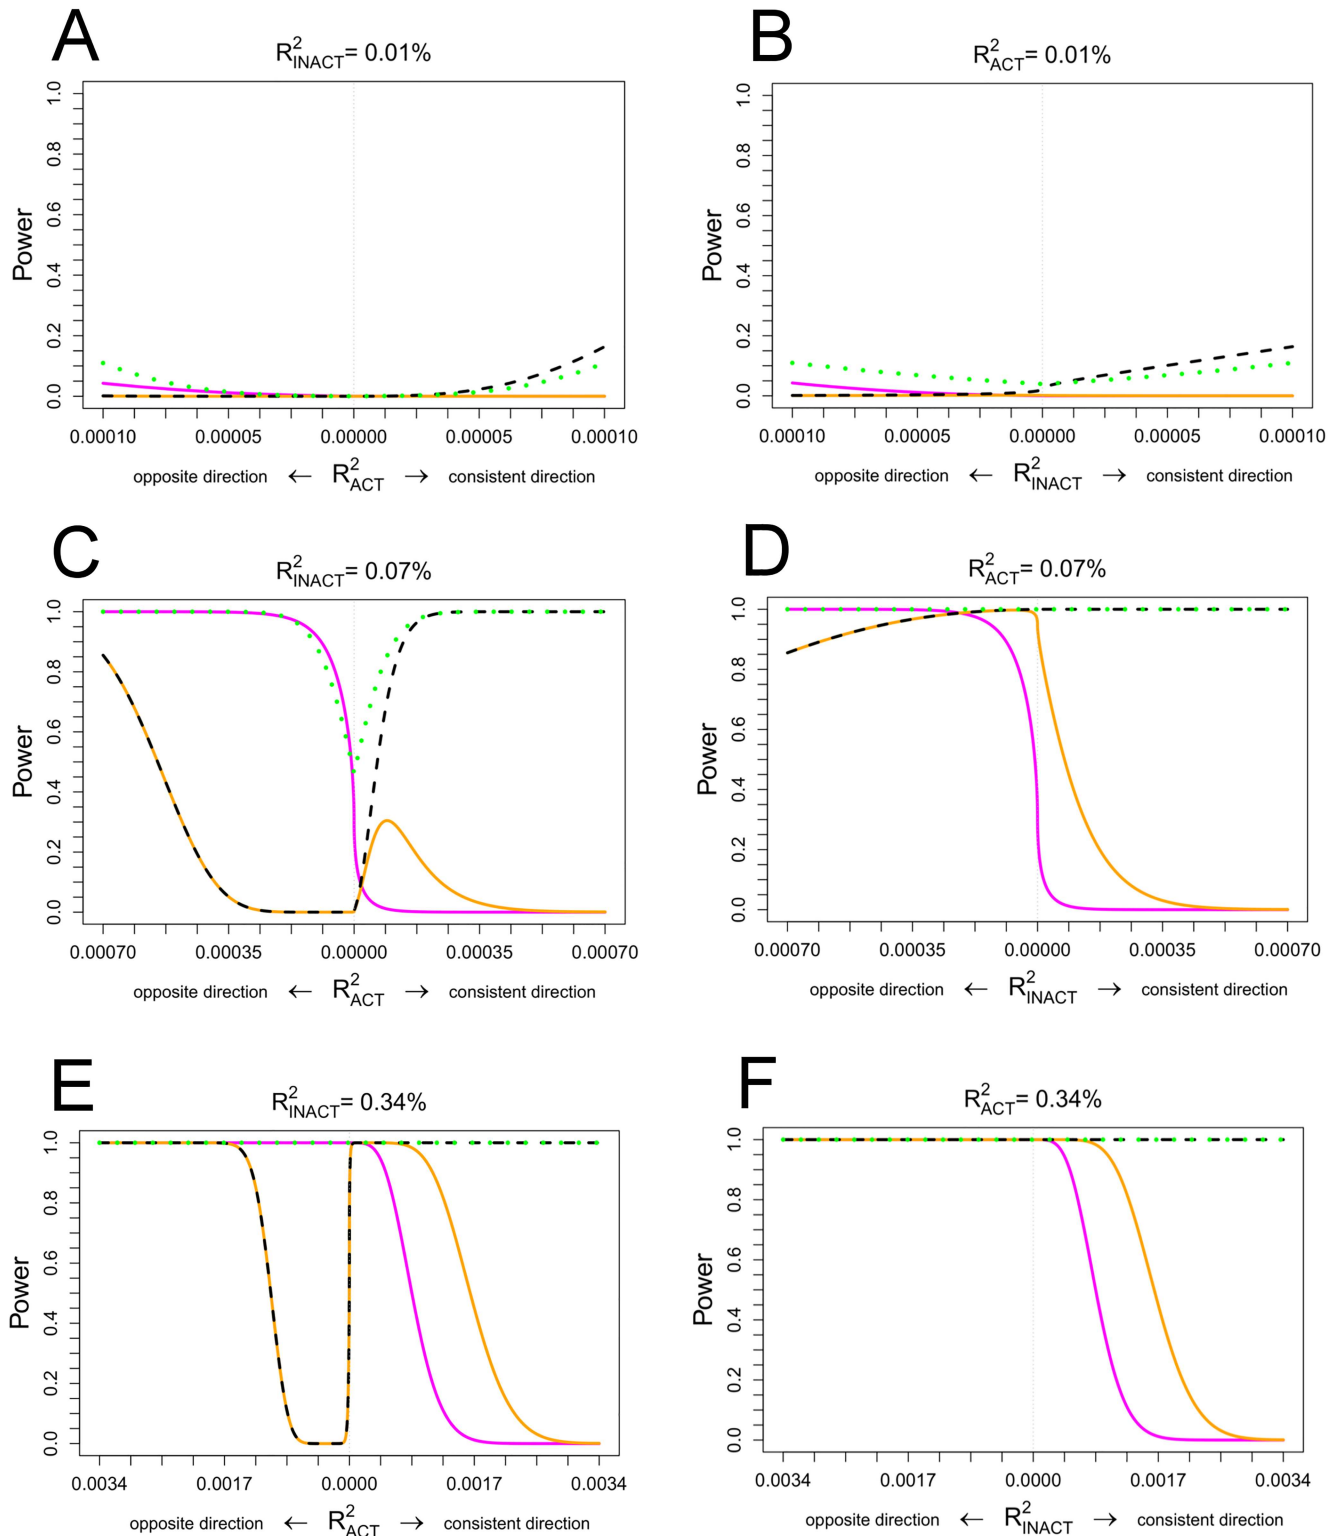 A
R²INACT= 0.01%
Power
0.0 0.2 0.4 0.6 0.8 1.0
0.00010 0.00005 0.00000 0.00005 0.00010
opposite direction ← R²ACT → consistent direction
B
R²ACT= 0.01%
Power
0.0 0.2 0.4 0.6 0.8 1.0
0.00010 0.00005 0.00000 0.00005 0.00010
opposite direction ← R²INACT → consistent direction
C
R²INACT= 0.07%
Power
0.0 0.2 0.4 0.6 0.8 1.0
0.00070 0.00035 0.00000 0.00035 0.00070
opposite direction ← R²ACT → consistent direction
D
R²ACT= 0.07%
Power
0.0 0.2 0.4 0.6 0.8 1.0
0.00070 0.00035 0.00000 0.00035 0.00070
opposite direction ← R²INACT → consistent direction
E
R²INACT= 0.34%
Power
0.0 0.2 0.4 0.6 0.8 1.0
0.0034 0.0017 0.0000 0.0017 0.0034
opposite direction ← R²ACT → consistent direction
F
R²ACT= 0.34%
Power
0.0 0.2 0.4 0.6 0.8 1.0
0.0034 0.0017 0.0000 0.0017 0.0034
opposite direction ← R²INACT → consistent direction